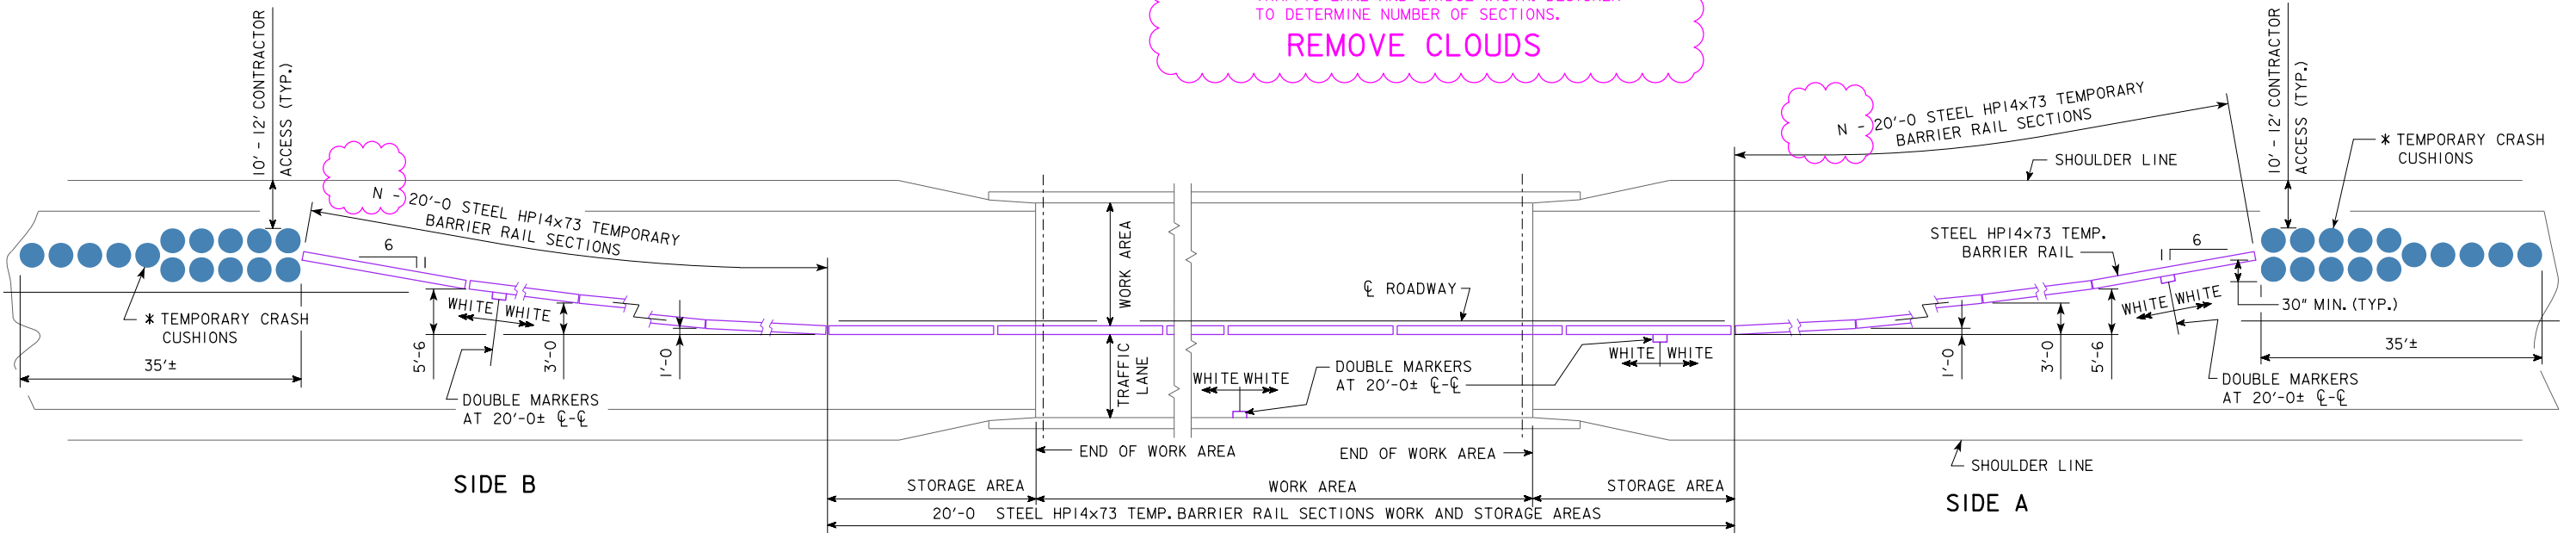 TO DETERMINE NUMBER OF SECTIONS.
REMOVE CLOUDS
10' - 12' CONTRACTOR
ACCESS (TYP.)
N - 20'-0 STEEL HP14x73 TEMPORARY
BARRIER RAIL SECTIONS
6
1
* TEMPORARY CRASH
CUSHIONS
35'±
WHITE WHITE
5'-6
3'-0
1'-0
DOUBLE MARKERS
AT 20'-0± ℄-℄
SIDE B
WORK AREA
TRAFFIC
LANE
℄ ROADWAY
WHITE WHITE
DOUBLE MARKERS
AT 20'-0± ℄-℄
WHITE WHITE
END OF WORK AREA
END OF WORK AREA
STORAGE AREA
WORK AREA
STORAGE AREA
20'-0 STEEL HP14x73 TEMP. BARRIER RAIL SECTIONS WORK AND STORAGE AREAS
N - 20'-0 STEEL HP14x73 TEMPORARY
BARRIER RAIL SECTIONS
SHOULDER LINE
10' - 12' CONTRACTOR
ACCESS (TYP.)
* TEMPORARY CRASH
CUSHIONS
STEEL HP14x73 TEMP.
BARRIER RAIL
6
1
WHITE WHITE
30" MIN. (TYP.)
35'±
1'-0
3'-0
5'-6
DOUBLE MARKERS
AT 20'-0± ℄-℄
SHOULDER LINE
SIDE A